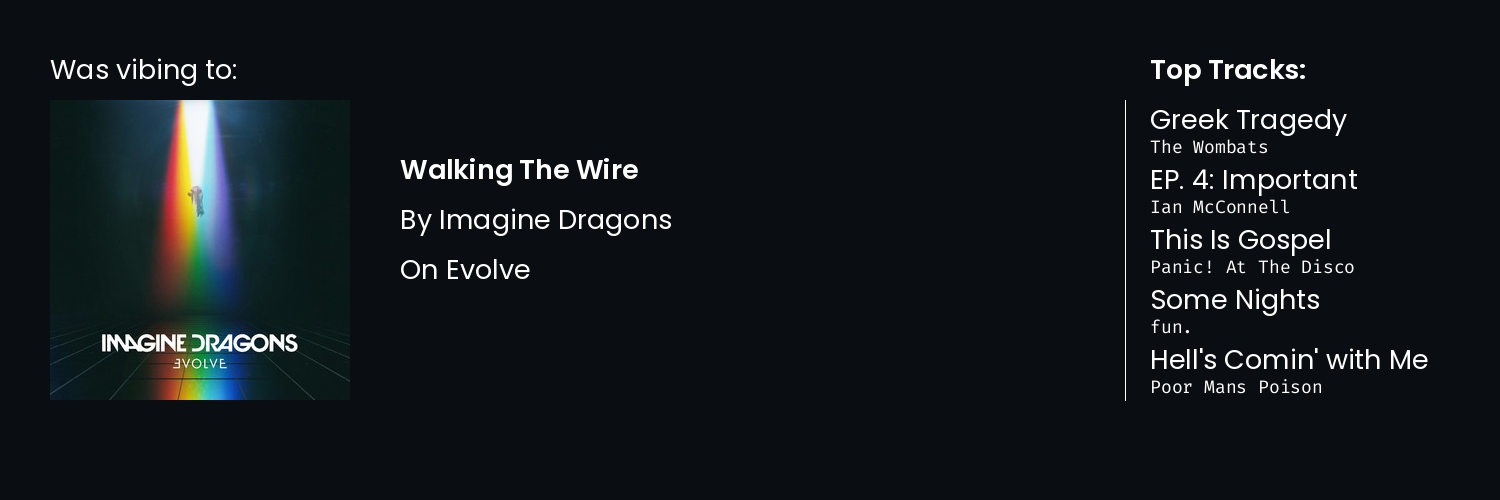 Was vibing to:
IMAGINE DRAGONS
EVOLVE
Walking The Wire
By Imagine Dragons
On Evolve
Top Tracks:
Greek Tragedy
The Wombats
EP. 4: Important
Ian McConnell
This Is Gospel
Panic! At The Disco
Some Nights
fun.
Hell's Comin' with Me
Poor Mans Poison